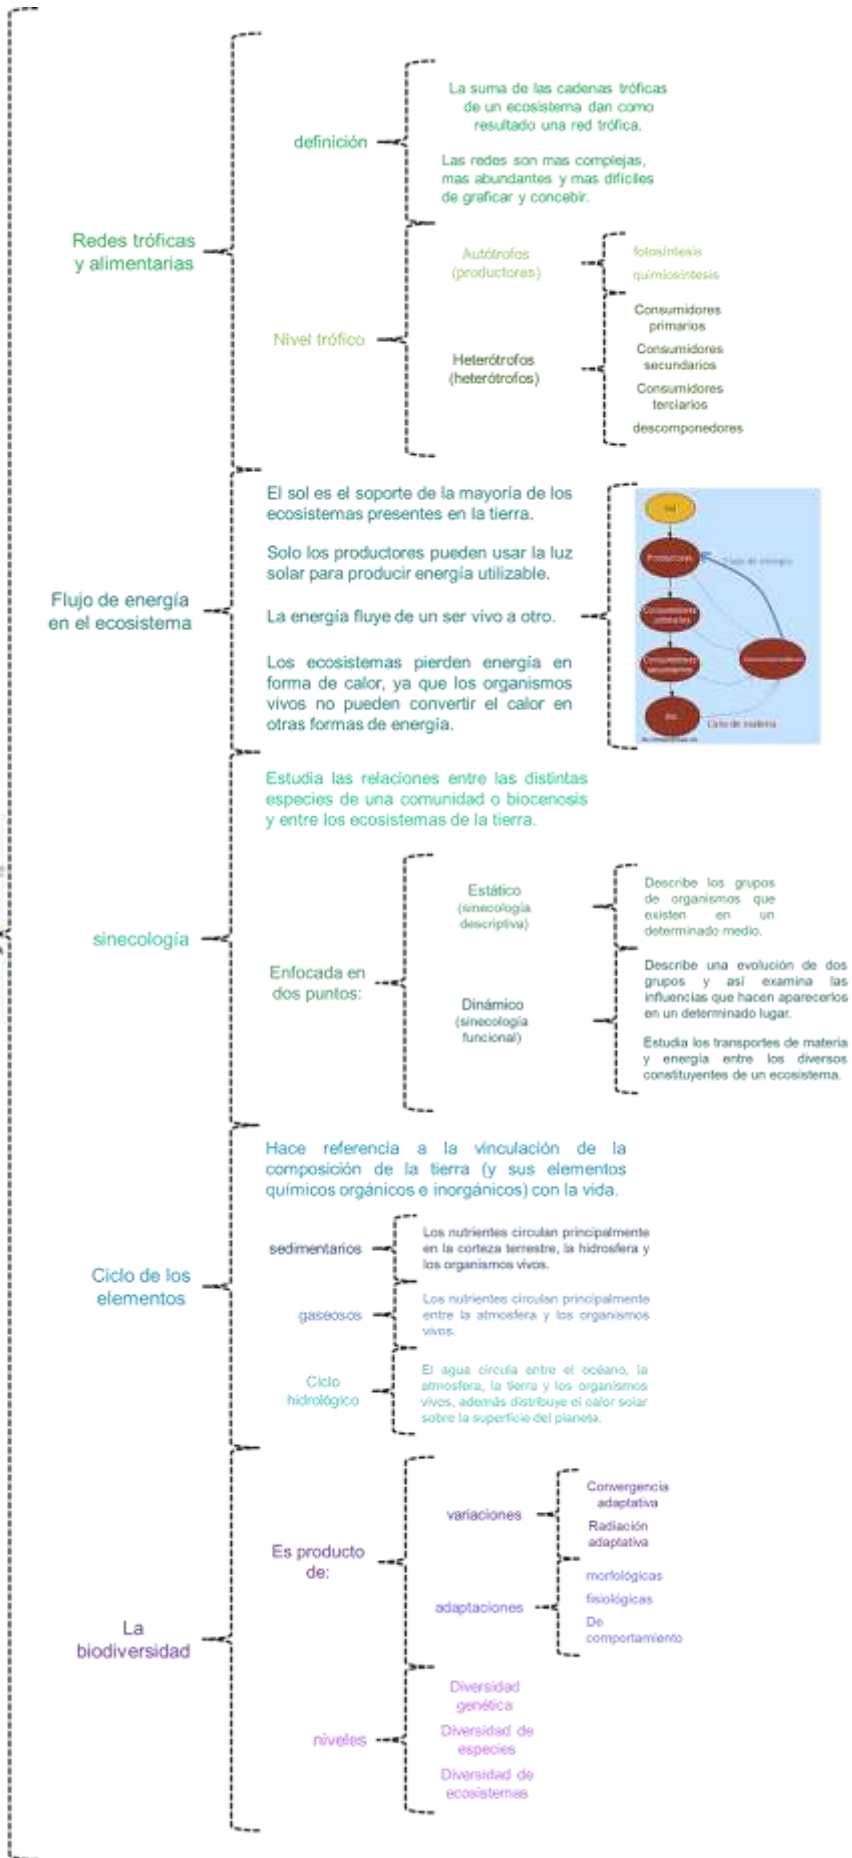 Redes tróficas
y alimentarias
definición
La suma de las cadenas tróficas
de un ecosistema dan como
resultado una red trófica.
Las redes son mas complejas,
mas abundantes y mas difíciles
de graficar y concebir.
Nivel trófico
Autótrofos
(productores)
fotosíntesis
quimiosíntesis
Heterótrofos
(heterótrofos)
Consumidores
primarios
Consumidores
secundarios
Consumidores
terciarios
descomponedores
Flujo de energía
en el ecosistema
El sol es el soporte de la mayoría de los
ecosistemas presentes en la tierra.
Solo los productores pueden usar la luz
solar para producir energía utilizable.
La energía fluye de un ser vivo a otro.
Los ecosistemas pierden energía en
forma de calor, ya que los organismos
vivos no pueden convertir el calor en
otras formas de energía.
Sol
Productores
Flujo de energía
Consumidores
Consumidores
Ciclo de materia
sinecología
Estudia las relaciones entre las distintas
especies de una comunidad o biocenosis
y entre los ecosistemas de la tierra.
Enfocada en
dos puntos:
Estático
(sinecología
descriptiva)
Describe los grupos
de organismos que
existen en un
determinado medio.
Dinámico
(sinecología
funcional)
Describe una evolución de dos
grupos y así examina las
influencias que hacen aparecerlos
en un determinado lugar.
Estudia los transportes de materia
y energía entre los diversos
constituyentes de un ecosistema.
Ciclo de los
elementos
Hace referencia a la vinculación de la
composición de la tierra (y sus elementos
químicos orgánicos e inorgánicos) con la vida.
sedimentarios
Los nutrientes circulan principalmente
en la corteza terrestre, la hidrosfera y
los organismos vivos.
gaseosos
Los nutrientes circulan principalmente
entre la atmosfera y los organismos
vivos.
Ciclo
hidrológico
El agua circula entre el océano, la
atmosfera, la tierra y los organismos
vivos, además distribuye el calor solar
sobre la superficie del planeta.
La
biodiversidad
Es producto
de:
variaciones
Convergencia
adaptativa
Radiación
adaptativa
adaptaciones
morfológicas
fisiológicas
De
comportamiento
niveles
Diversidad
genética
Diversidad de
especies
Diversidad de
ecosistemas